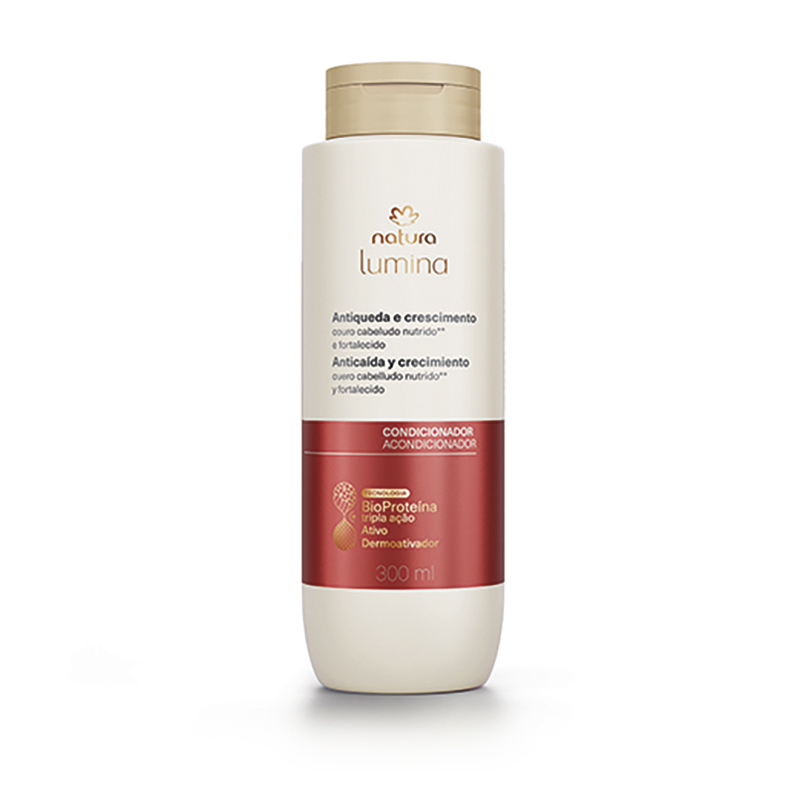 natura
lumina
Antiqueda e crescimento
couro cabeludo nutrido**
e fortalecido
Anticaída y crecimiento
cuero cabelludo nutrido**
y fortalecido
CONDICIONADOR
ACONDICIONADOR
TECNOLOGIA
BioProteína
tripla ação
Ativo
Dermoativador
300 ml